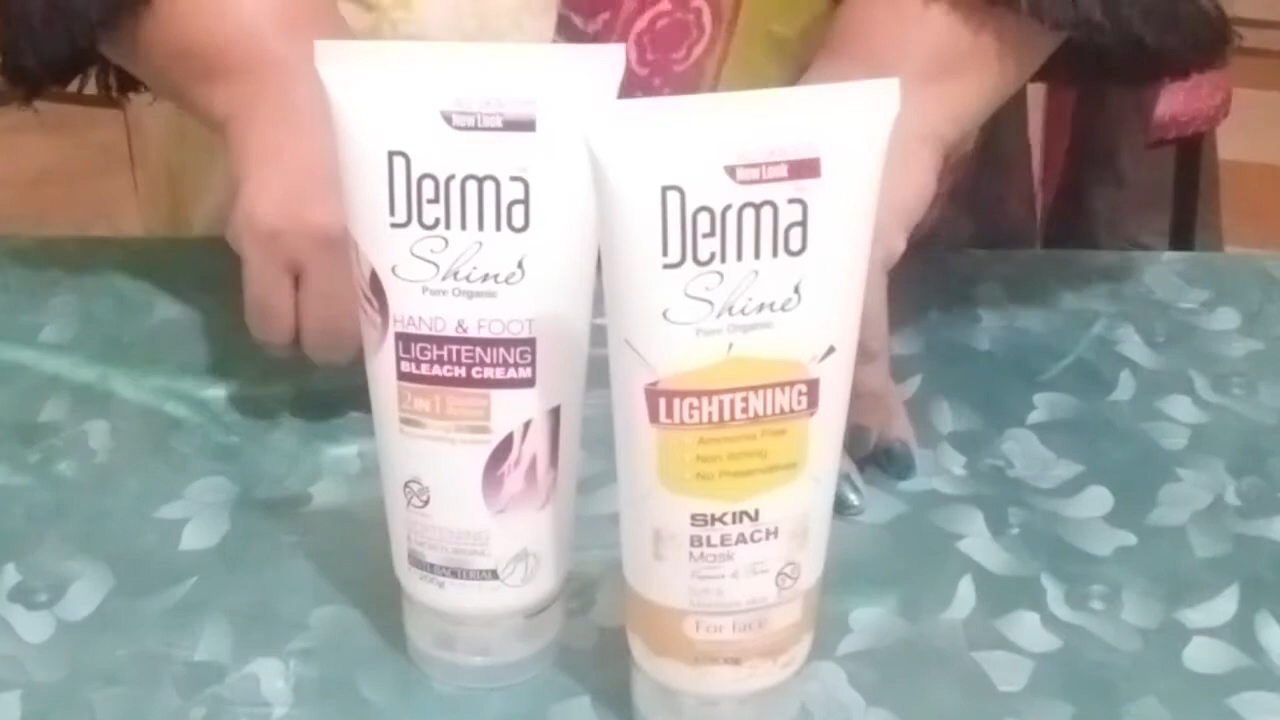 New Look
Derma
Shine
Pure Organic
HAND & FOOT
LIGHTENING
BLEACH CREAM
2 IN 1
ANTI-BACTERIAL
200g
New Look
Derma
Shine
Pure Organic
LIGHTENING
Ammonia Free
Non Itching
No Preservatives
SKIN
BLEACH
Mask
For face